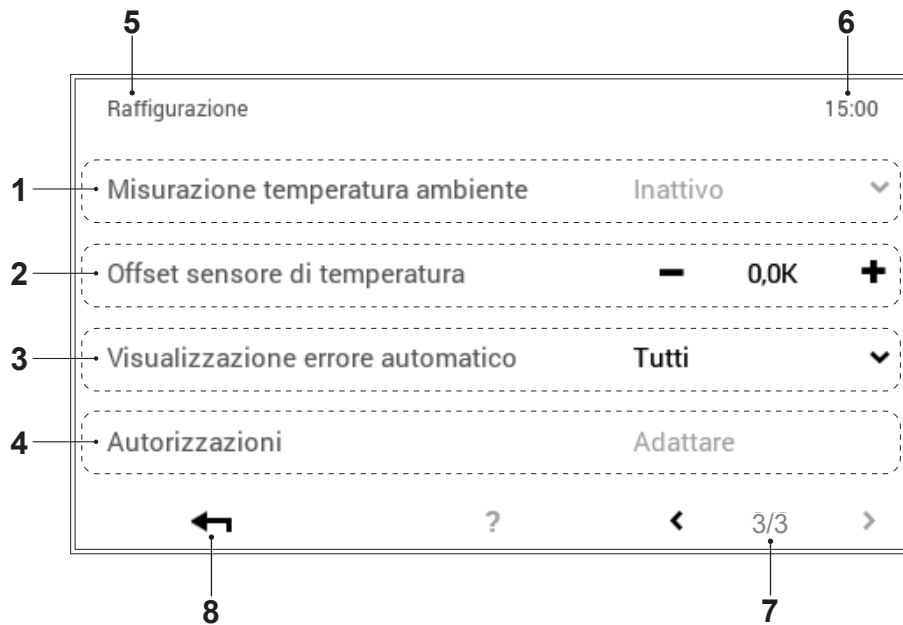 5 6
Raffigurazione 15:00
1 Misurazione temperatura ambiente Inattivo
2 Offset sensore di temperatura − 0,0K +
3 Visualizzazione errore automatico Tutti
4 Autorizzazioni Adattare
? < 3/3 >
8 7